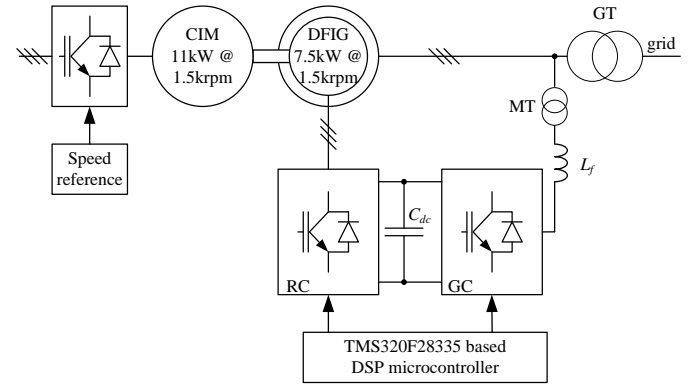 CIM
11kW @
1.5krpm
DFIG
7.5kW @
1.5krpm
GT
grid
MT
Speed
reference
L_f
C_dc
RC
GC
TMS320F28335 based
DSP microcontroller